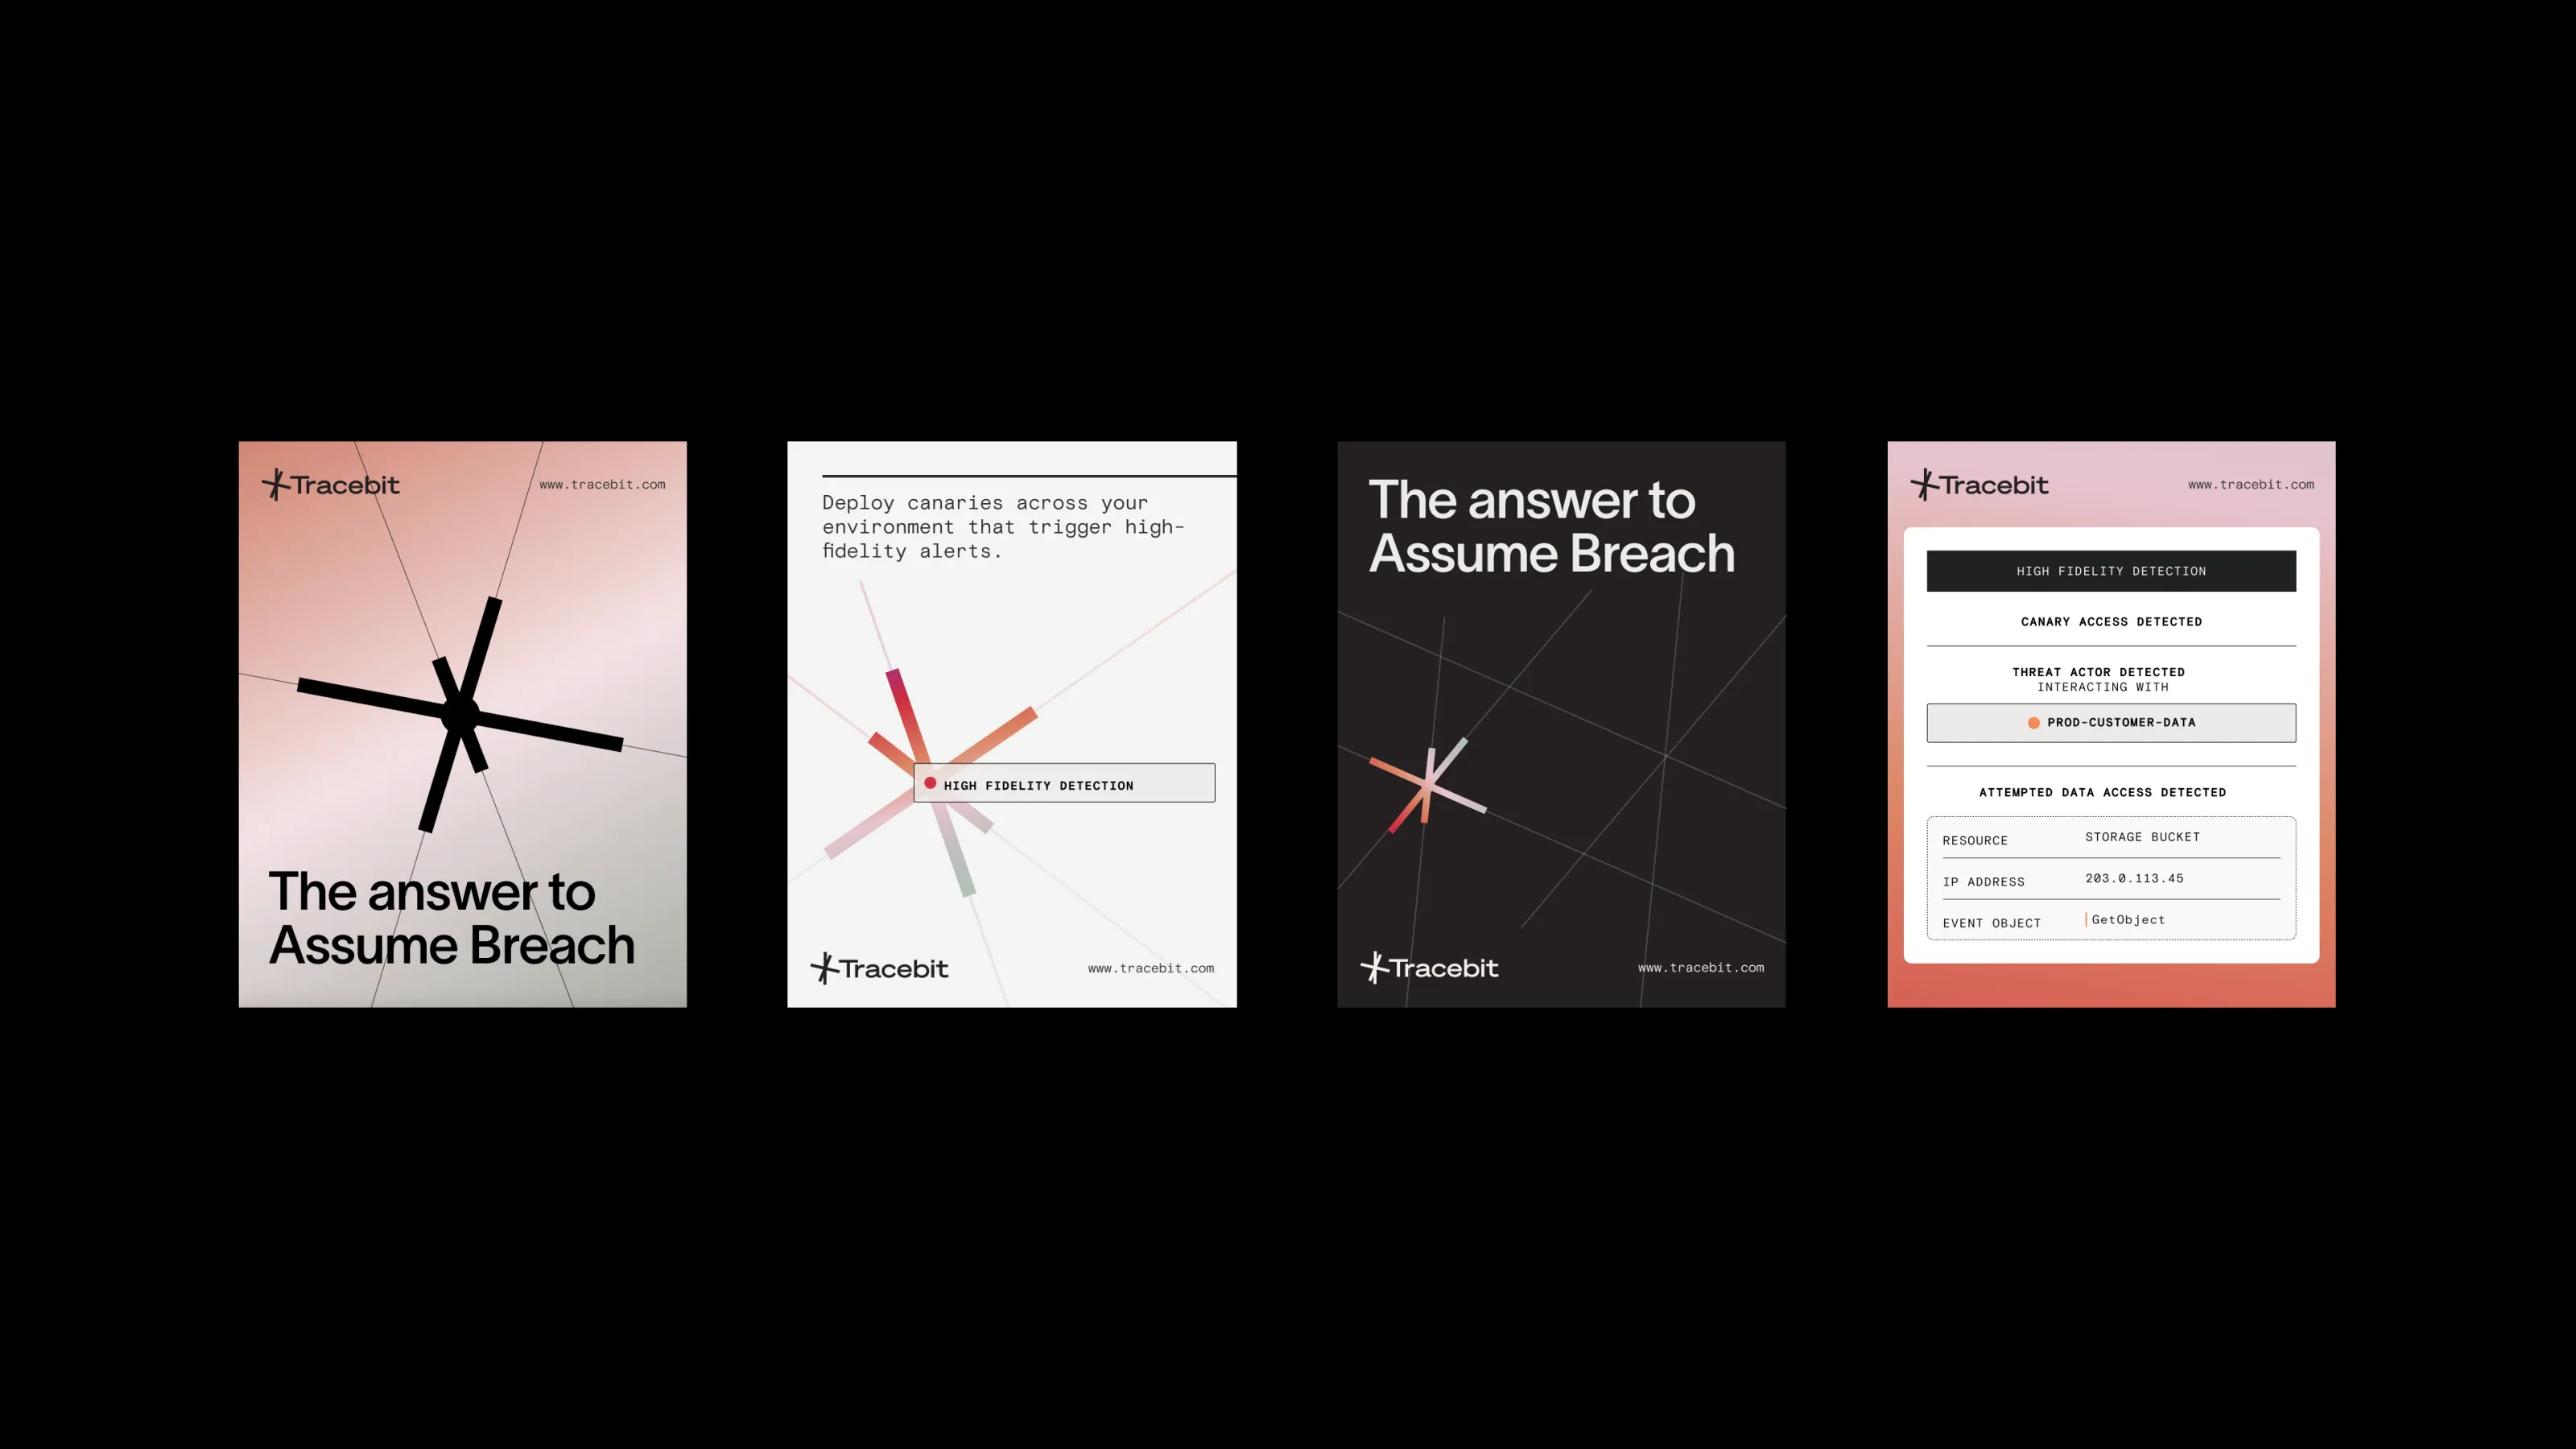 Tracebit
www.tracebit.com
The answer to
Assume Breach
Deploy canaries across your
environment that trigger high-
fidelity alerts.
HIGH FIDELITY DETECTION
Tracebit
www.tracebit.com
The answer to
Assume Breach
Tracebit
www.tracebit.com
Tracebit
www.tracebit.com
HIGH FIDELITY DETECTION
CANARY ACCESS DETECTED
THREAT ACTOR DETECTED
INTERACTING WITH
PROD-CUSTOMER-DATA
ATTEMPTED DATA ACCESS DETECTED
RESOURCE STORAGE BUCKET
IP ADDRESS 203.0.113.45
EVENT OBJECT GetObject